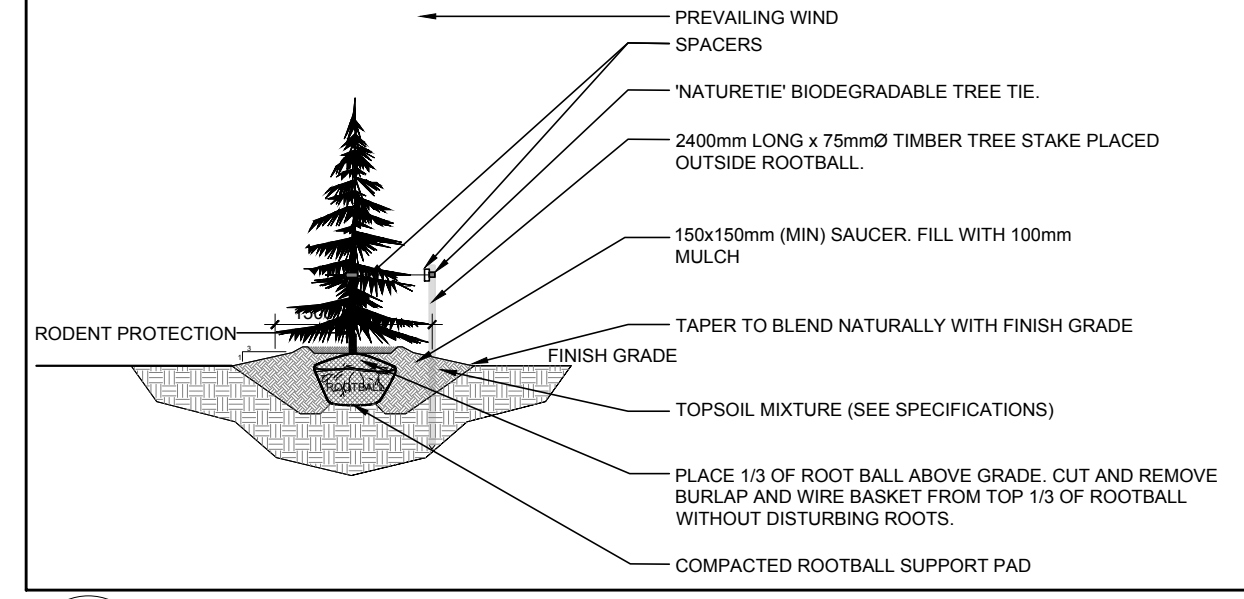 PREVAILING WIND
SPACERS
'NATURETIE' BIODEGRADABLE TREE TIE.
2400mm LONG x 75mmØ TIMBER TREE STAKE PLACED
OUTSIDE ROOTBALL.
150x150mm (MIN) SAUCER. FILL WITH 100mm
MULCH
RODENT PROTECTION
3
1
TAPER TO BLEND NATURALLY WITH FINISH GRADE
FINISH GRADE
ROOTBALL
TOPSOIL MIXTURE (SEE SPECIFICATIONS)
PLACE 1/3 OF ROOT BALL ABOVE GRADE. CUT AND REMOVE
BURLAP AND WIRE BASKET FROM TOP 1/3 OF ROOTBALL
WITHOUT DISTURBING ROOTS.
COMPACTED ROOTBALL SUPPORT PAD